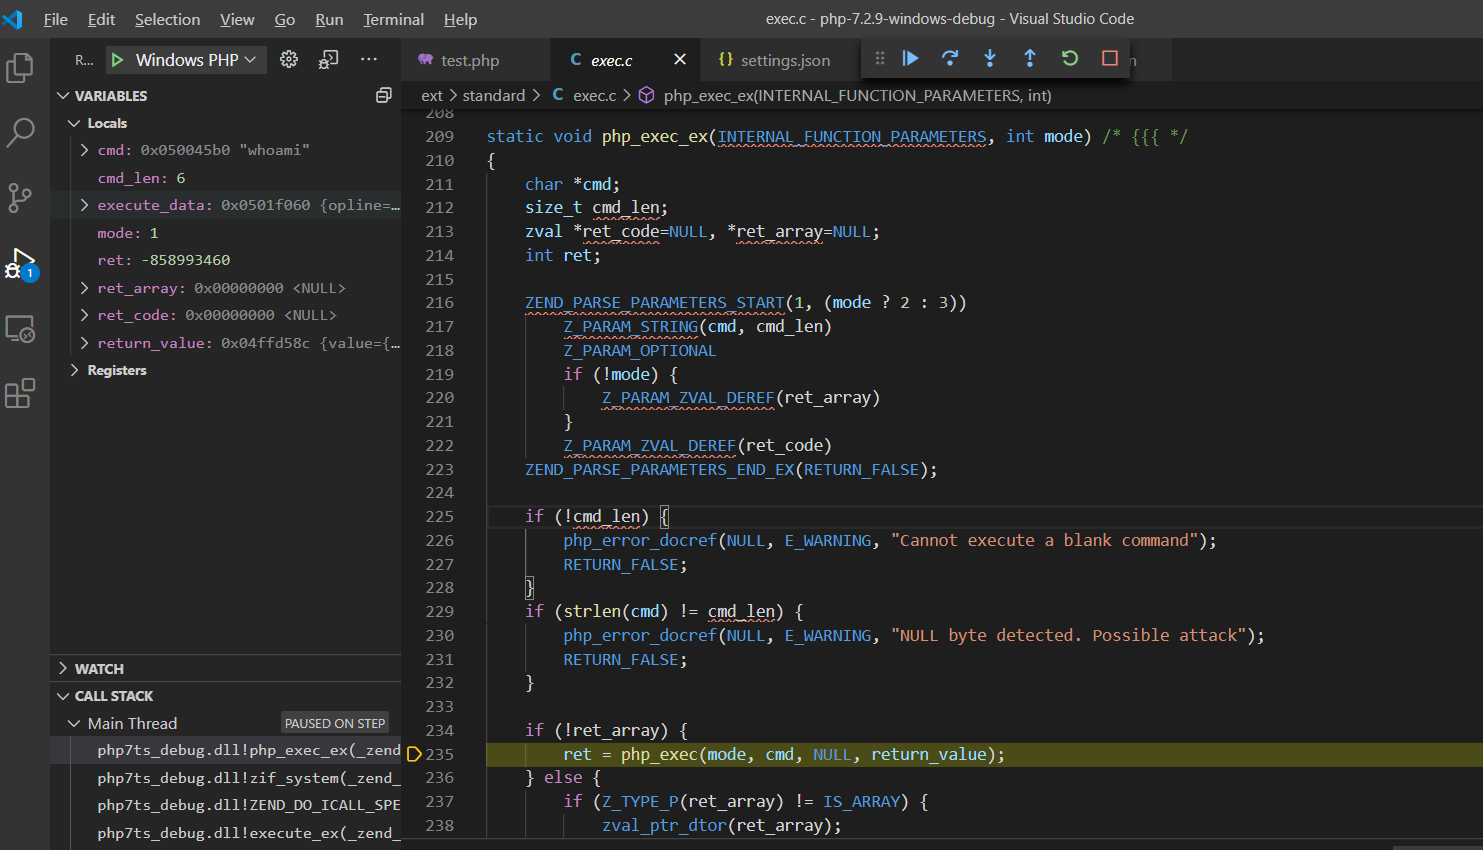 File Edit Selection View Go Run Terminal Help
exec.c - php-7.2.9-windows-debug - Visual Studio Code
R... Windows PHP ...
test.php
C exec.c
{} settings.json
n
VARIABLES
ext > standard > C exec.c > php_exec_ex(INTERNAL_FUNCTION_PARAMETERS, int)
Locals
cmd: 0x050045b0 "whoami"
cmd_len: 6
execute_data: 0x0501f060 {opline=…
mode: 1
ret: -858993460
ret_array: 0x00000000 <NULL>
ret_code: 0x00000000 <NULL>
return_value: 0x04ffd58c {value={…
Registers
WATCH
CALL STACK
Main Thread PAUSED ON STEP
php7ts_debug.dll!php_exec_ex(_zend
php7ts_debug.dll!zif_system(_zend_
php7ts_debug.dll!ZEND_DO_ICALL_SPE
php7ts_debug.dll!execute_ex(_zend_
1
208
209 static void php_exec_ex(INTERNAL_FUNCTION_PARAMETERS, int mode) /* {{{ */
210 {
211 char *cmd;
212 size_t cmd_len;
213 zval *ret_code=NULL, *ret_array=NULL;
214 int ret;
215
216 ZEND_PARSE_PARAMETERS_START(1, (mode ? 2 : 3))
217 Z_PARAM_STRING(cmd, cmd_len)
218 Z_PARAM_OPTIONAL
219 if (!mode) {
220 Z_PARAM_ZVAL_DEREF(ret_array)
221 }
222 Z_PARAM_ZVAL_DEREF(ret_code)
223 ZEND_PARSE_PARAMETERS_END_EX(RETURN_FALSE);
224
225 if (!cmd_len) {
226 php_error_docref(NULL, E_WARNING, "Cannot execute a blank command");
227 RETURN_FALSE;
228 }
229 if (strlen(cmd) != cmd_len) {
230 php_error_docref(NULL, E_WARNING, "NULL byte detected. Possible attack");
231 RETURN_FALSE;
232 }
233
234 if (!ret_array) {
235 ret = php_exec(mode, cmd, NULL, return_value);
236 } else {
237 if (Z_TYPE_P(ret_array) != IS_ARRAY) {
238 zval_ptr_dtor(ret_array);